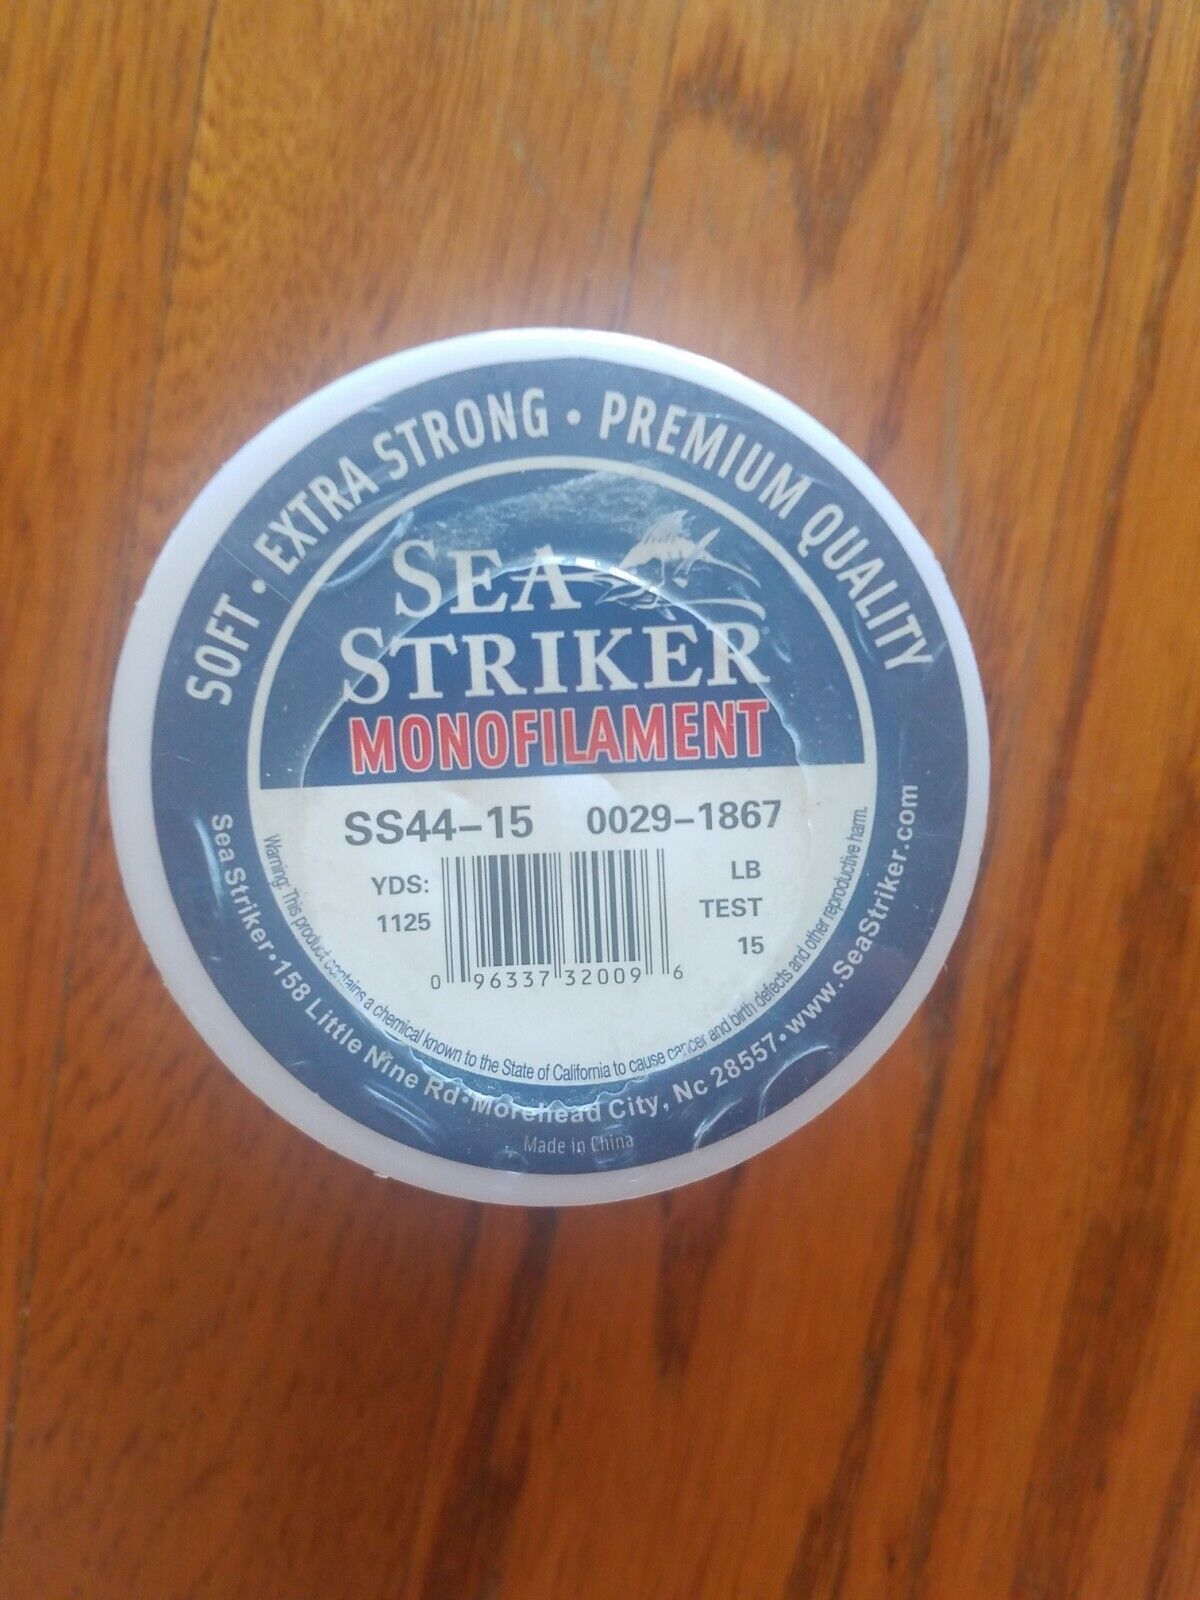 SOFT • EXTRA STRONG • PREMIUM QUALITY
SEA
STRIKER
MONOFILAMENT
SS44-15 0029-1867
YDS:
1125
LB
TEST
15
0 96337 32009 6
Warning: This product contains a chemical known to the State of California to cause cancer and birth defects and other reproductive harm.
Sea Striker • 158 Little Nine Rd • Morehead City, Nc 28557 • www.SeaStriker.com
Made in China